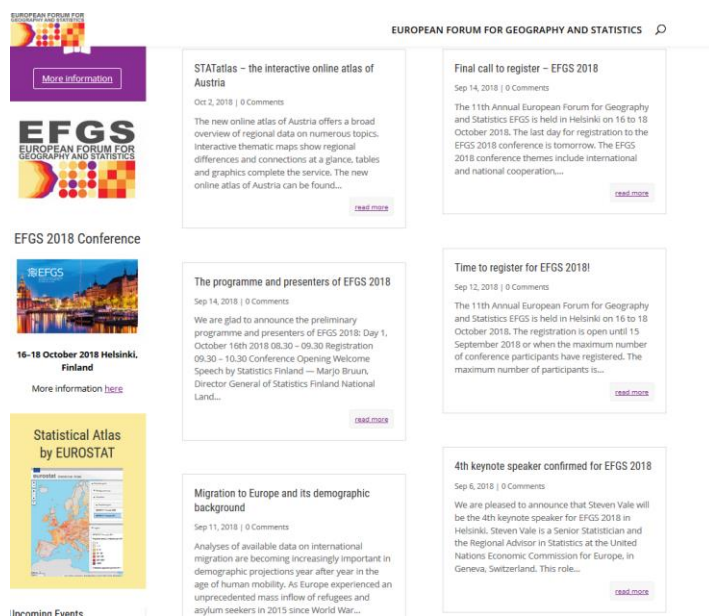 EUROPEAN FORUM FOR
GEOGRAPHY AND STATISTICS
EUROPEAN FORUM FOR GEOGRAPHY AND STATISTICS
More information
EFGS
EUROPEAN FORUM FOR
GEOGRAPHY AND STATISTICS
EFGS 2018 Conference
EFGS
16–18 October 2018 Helsinki,
Finland
More information here
Statistical Atlas
by EUROSTAT
eurostat
Upcoming Events
STATatlas – the interactive online atlas of
Austria
Oct 2, 2018 | 0 Comments
The new online atlas of Austria offers a broad
overview of regional data on numerous topics.
Interactive thematic maps show regional
differences and connections at a glance, tables
and graphics complete the service. The new
online atlas of Austria can be found...
read more
The programme and presenters of EFGS 2018
Sep 14, 2018 | 0 Comments
We are glad to announce the preliminary
programme and presenters of EFGS 2018: Day 1,
October 16th 2018 08.30 – 09.30 Registration
09.30 – 10.30 Conference Opening Welcome
Speech by Statistics Finland — Marjo Bruun,
Director General of Statistics Finland National
Land...
read more
Migration to Europe and its demographic
background
Sep 11, 2018 | 0 Comments
Analyses of available data on international
migration are becoming increasingly important in
demographic projections year after year in the
age of human mobility. As Europe experienced an
unprecedented mass inflow of refugees and
asylum seekers in 2015 since World War...
Final call to register – EFGS 2018
Sep 14, 2018 | 0 Comments
The 11th Annual European Forum for Geography
and Statistics EFGS is held in Helsinki on 16 to 18
October 2018. The last day for registration to the
EFGS 2018 conference is tomorrow. The EFGS
2018 conference themes include international
and national cooperation,...
read more
Time to register for EFGS 2018!
Sep 12, 2018 | 0 Comments
The 11th Annual European Forum for Geography
and Statistics EFGS is held in Helsinki on 16 to 18
October 2018. The registration is open until 15
September 2018 or when the maximum number
of conference participants have registered. The
maximum number of participants is...
read more
4th keynote speaker confirmed for EFGS 2018
Sep 6, 2018 | 0 Comments
We are pleased to announce that Steven Vale will
be the 4th keynote speaker for EFGS 2018 in
Helsinki. Steven Vale is a Senior Statistician and
the Regional Advisor in Statistics at the United
Nations Economic Commission for Europe, in
Geneva, Switzerland. This role...
read more